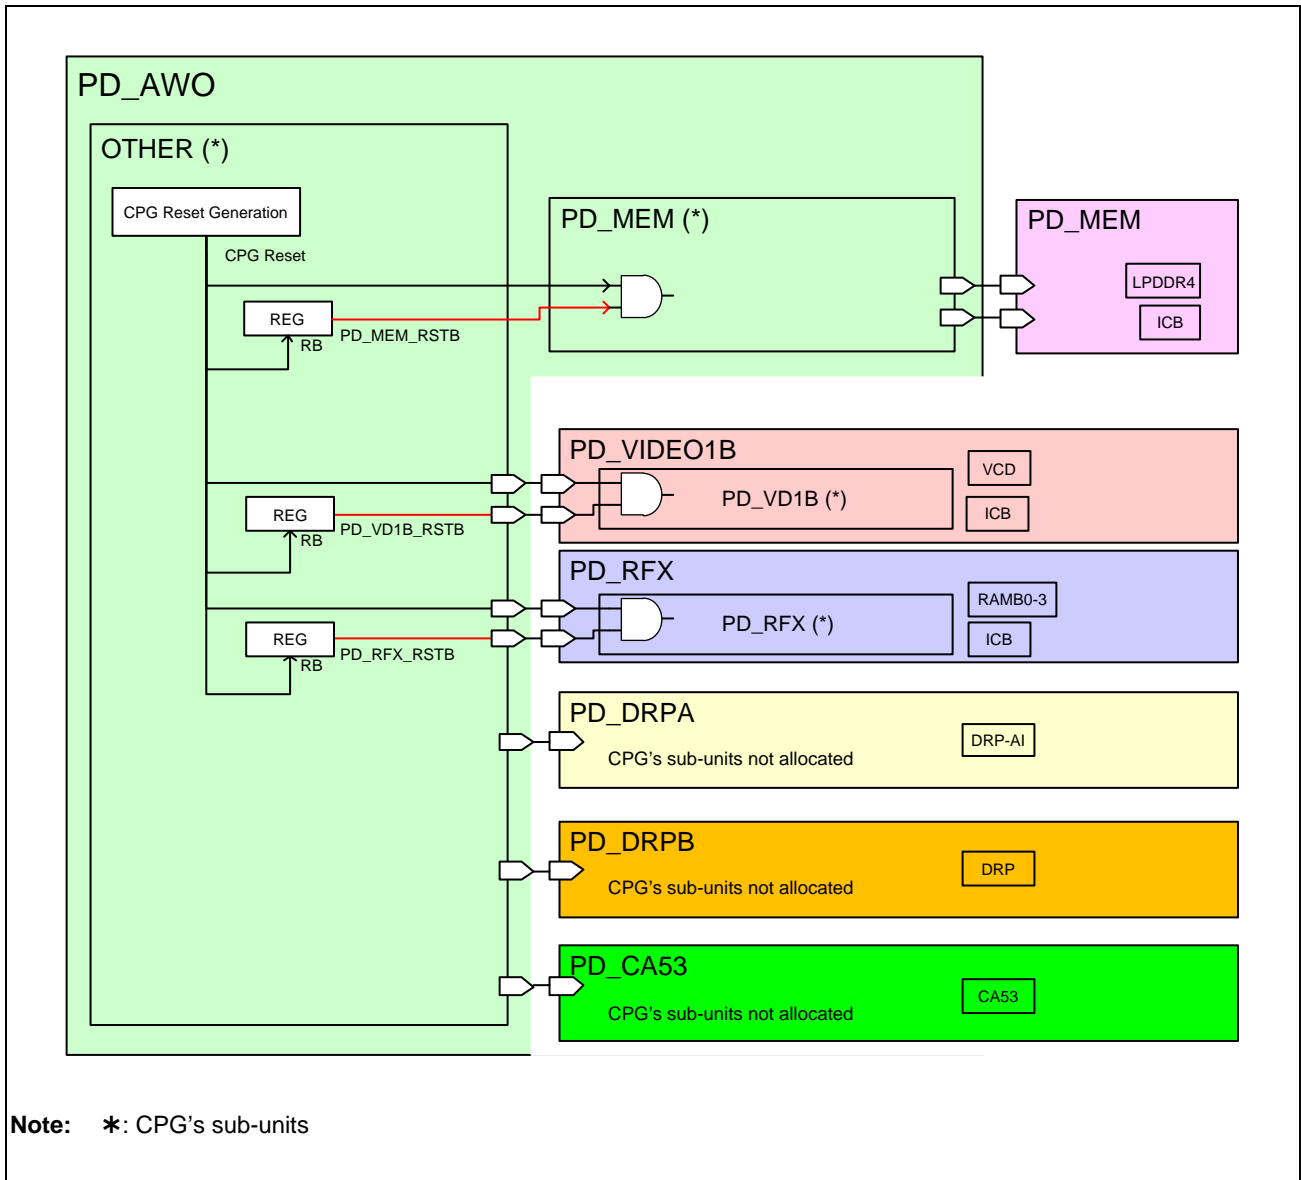 PD_AWO
OTHER (*)
CPG Reset Generation
CPG Reset
REG
RB
PD_MEM_RSTB
PD_MEM (*)
PD_MEM
LPDDR4
ICB
REG
RB
PD_VD1B_RSTB
PD_VIDEO1B
PD_VD1B (*)
VCD
ICB
REG
RB
PD_RFX_RSTB
PD_RFX
PD_RFX (*)
RAMB0-3
ICB
PD_DRPA
CPG's sub-units not allocated
DRP-AI
PD_DRPB
CPG's sub-units not allocated
DRP
PD_CA53
CPG's sub-units not allocated
CA53
Note: *: CPG's sub-units